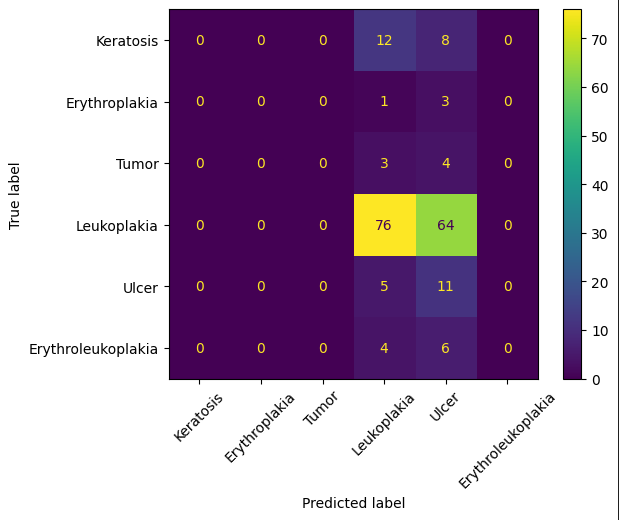 True label
Keratosis 0 0 0 12 8 0
Erythroplakia 0 0 0 1 3 0
Tumor 0 0 0 3 4 0
Leukoplakia 0 0 0 76 64 0
Ulcer 0 0 0 5 11 0
Erythroleukoplakia 0 0 0 4 6 0
Keratosis Erythroplakia Tumor Leukoplakia Ulcer Erythroleukoplakia
Predicted label
70
60
50
40
30
20
10
0